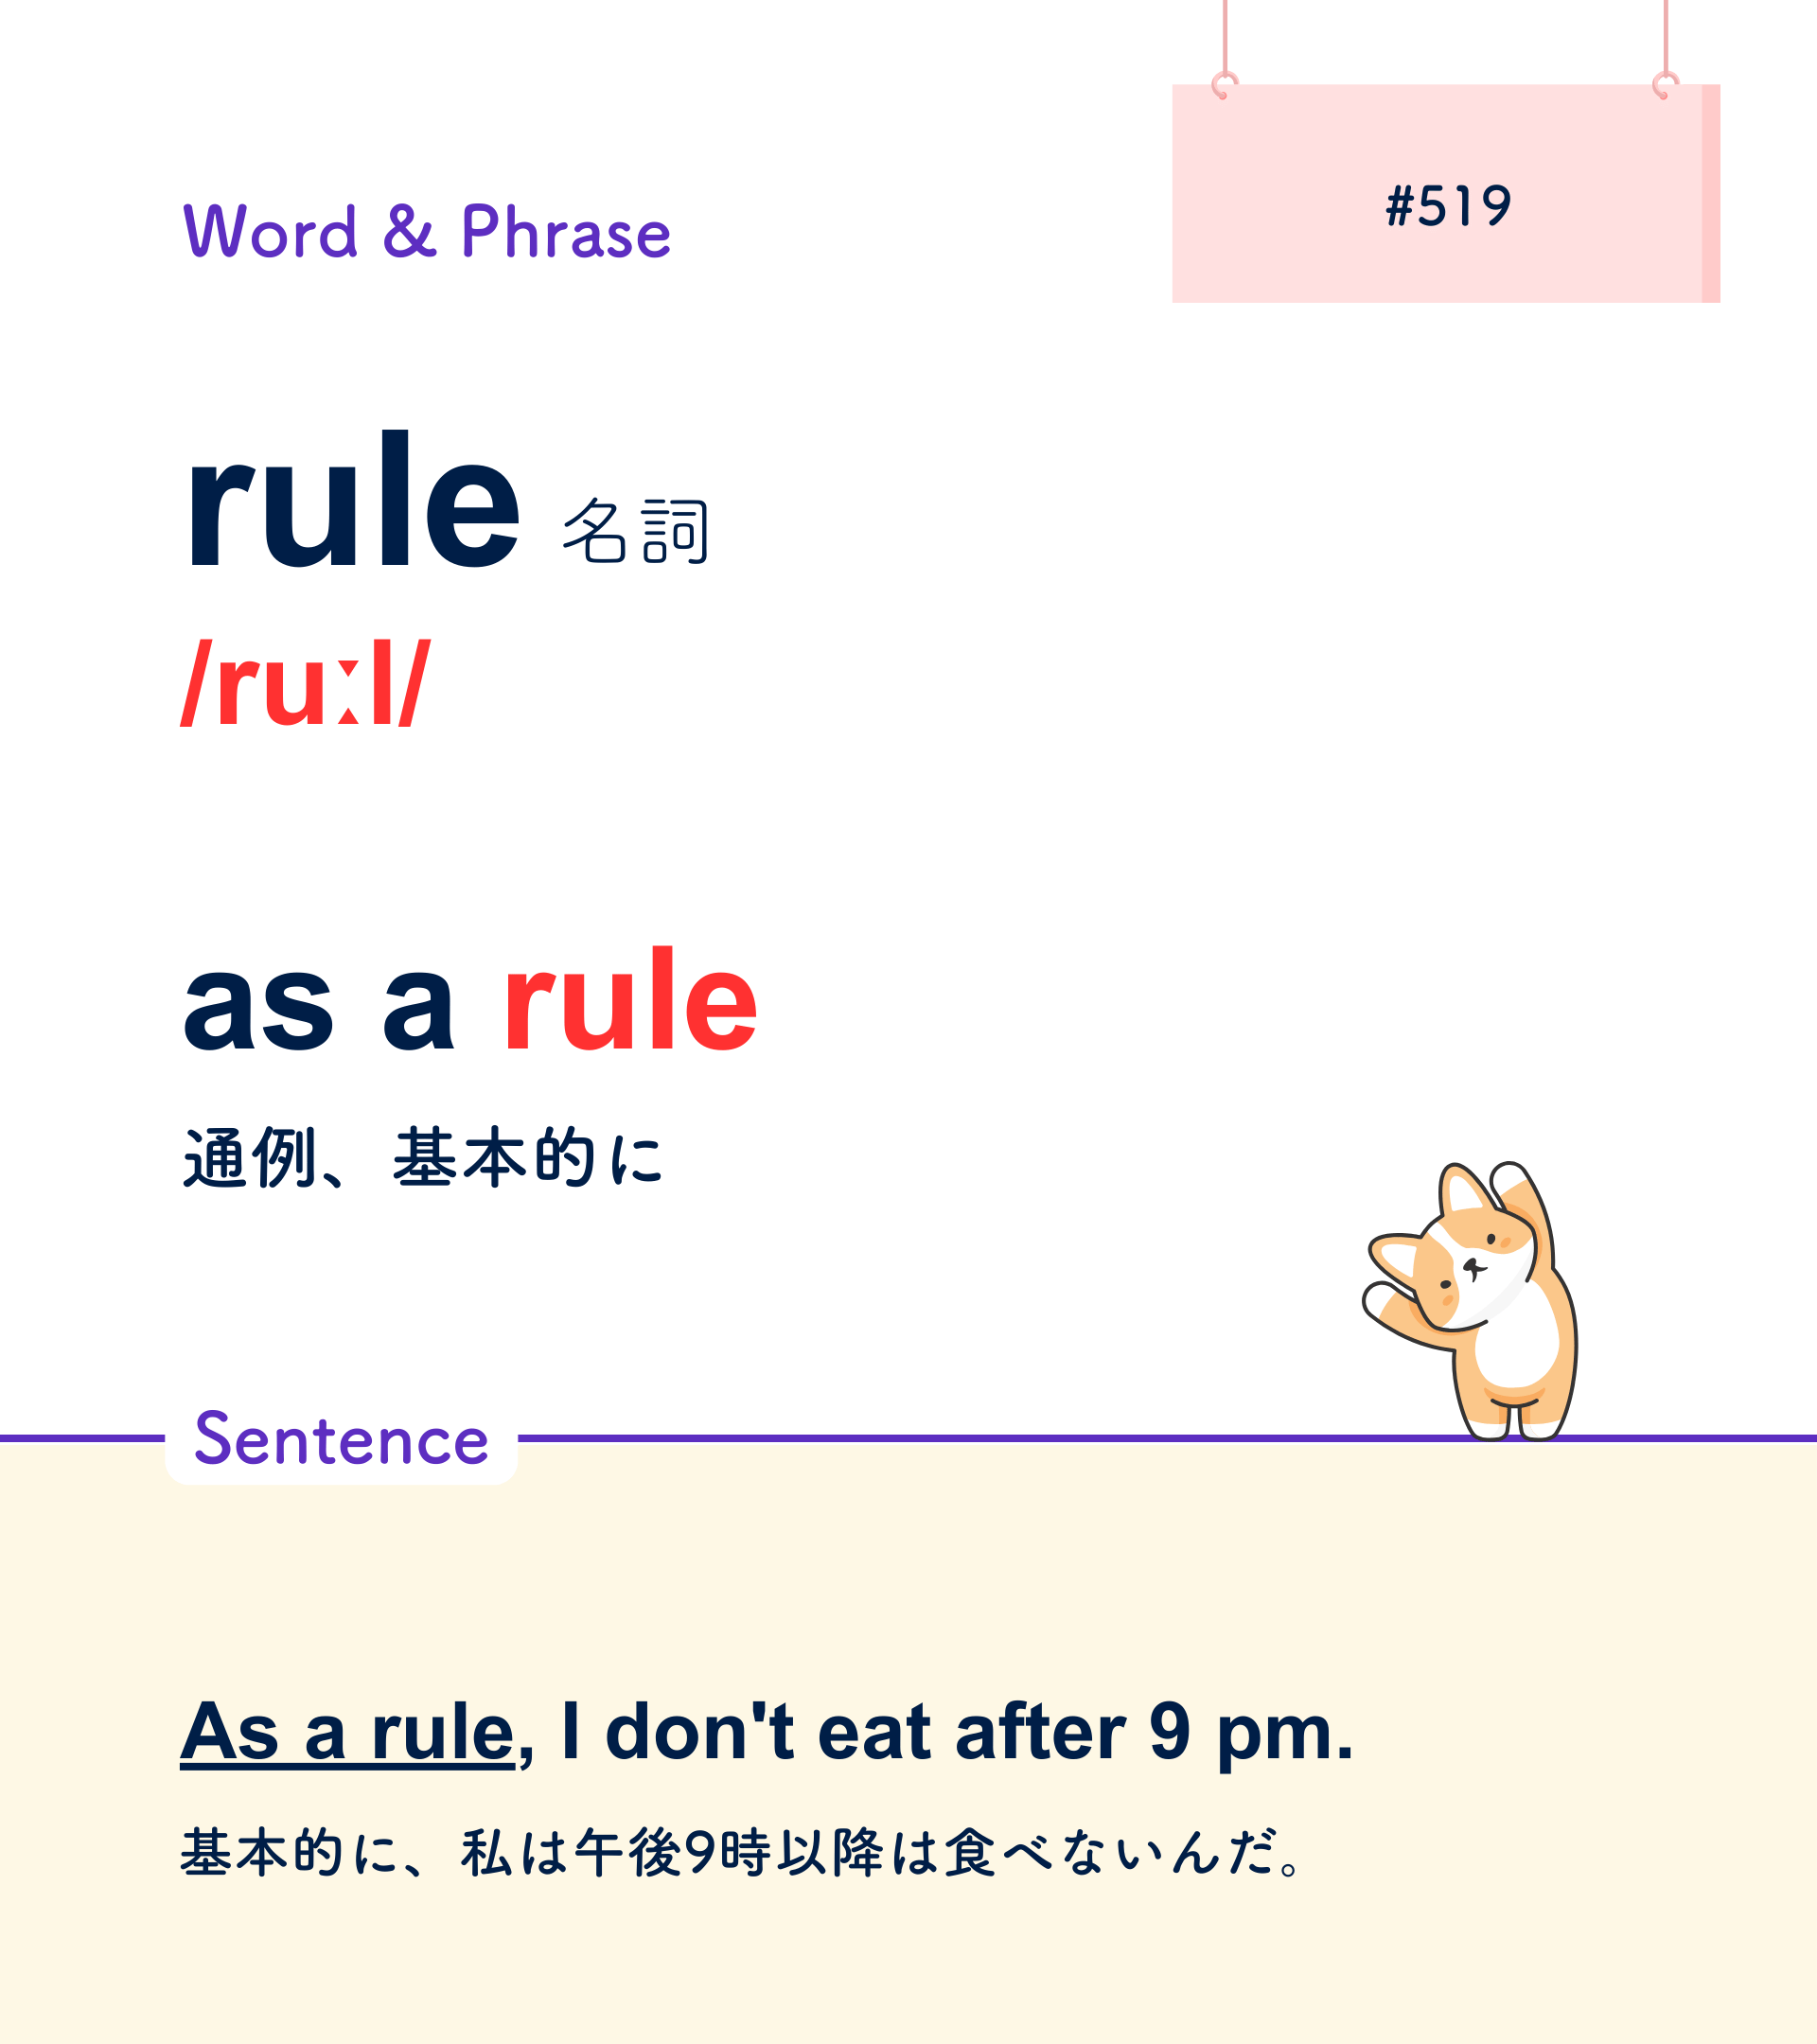 #519
Word & Phrase
rule 名詞
/ruːl/
as a rule
通例、基本的に
Sentence
As a rule, I don't eat after 9 pm.
基本的に、私は午後9時以降は食べないんだ。